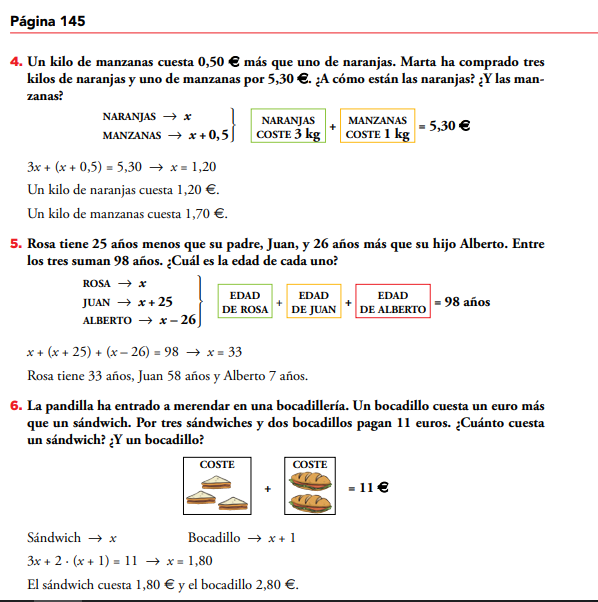 Página 145
4. Un kilo de manzanas cuesta 0,50 € más que uno de naranjas. Marta ha comprado tres
kilos de naranjas y uno de manzanas por 5,30 €. ¿A cómo están las naranjas? ¿Y las man-
zanas?
NARANJAS → x
MANZANAS → x + 0,5
NARANJAS
COSTE 3 kg
+
MANZANAS
COSTE 1 kg
= 5,30 €
3x + (x + 0,5) = 5,30 → x = 1,20
Un kilo de naranjas cuesta 1,20 €.
Un kilo de manzanas cuesta 1,70 €.
5. Rosa tiene 25 años menos que su padre, Juan, y 26 años más que su hijo Alberto. Entre
los tres suman 98 años. ¿Cuál es la edad de cada uno?
ROSA → x
JUAN → x + 25
ALBERTO → x – 26
EDAD
DE ROSA
+
EDAD
DE JUAN
+
EDAD
DE ALBERTO
= 98 años
x + (x + 25) + (x – 26) = 98 → x = 33
Rosa tiene 33 años, Juan 58 años y Alberto 7 años.
6. La pandilla ha entrado a merendar en una bocadillería. Un bocadillo cuesta un euro más
que un sándwich. Por tres sándwiches y dos bocadillos pagan 11 euros. ¿Cuánto cuesta
un sándwich? ¿Y un bocadillo?
COSTE
+
COSTE
= 11 €
Sándwich → x Bocadillo → x + 1
3x + 2 · (x + 1) = 11 → x = 1,80
El sándwich cuesta 1,80 € y el bocadillo 2,80 €.